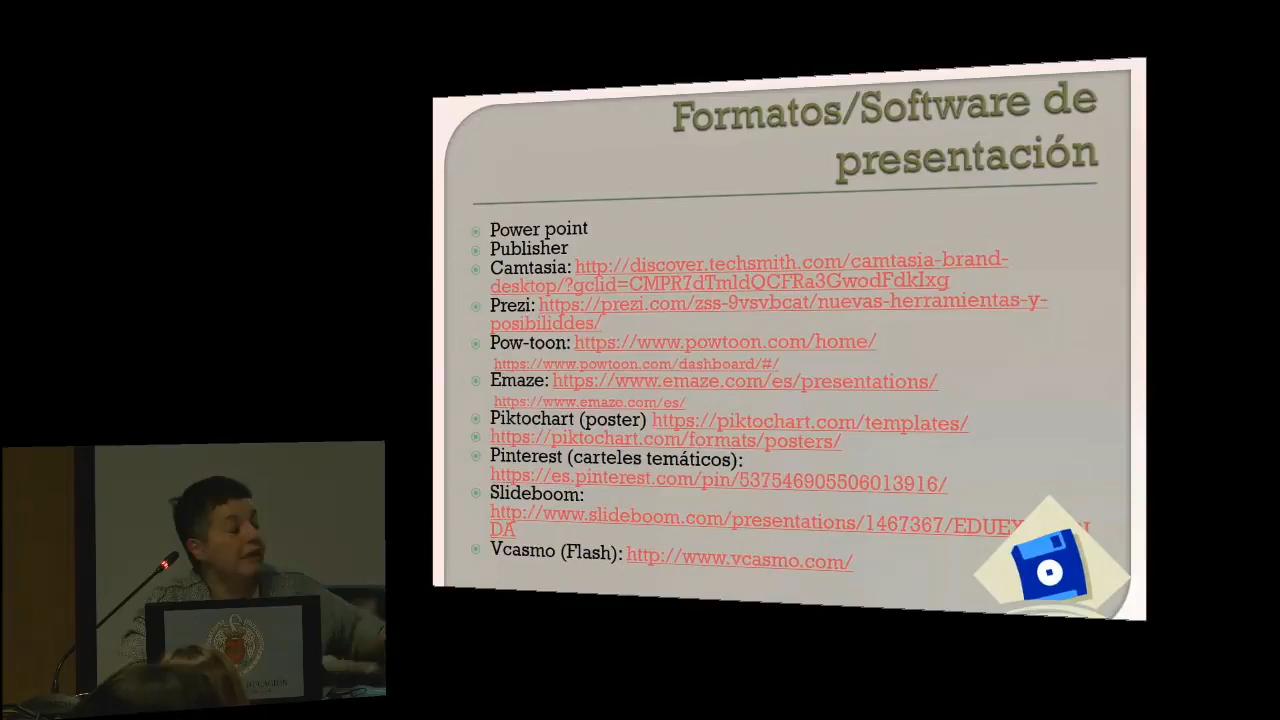 Formatos/Software de
presentación
Power point
Publisher
Camtasia: http://discover.techsmith.com/camtasia-brand-
desktop/?gclid=CMPR7dTmldQCFRa3GwodFdkIxg
Prezi: https://prezi.com/zss-9vsvbcat/nuevas-herramientas-y-
posibiliddes/
Pow-toon: https://www.powtoon.com/home/
https://www.powtoon.com/dashboard/#/
Emaze: https://www.emaze.com/es/presentations/
https://www.emaze.com/es/
Piktochart (poster) https://piktochart.com/templates/
https://piktochart.com/formats/posters/
Pinterest (carteles temáticos):
https://es.pinterest.com/pin/537546905506013916/
Slideboom:
http://www.slideboom.com/presentations/1467367/EDUEX
DA
Vcasmo (Flash): http://www.vcasmo.com/